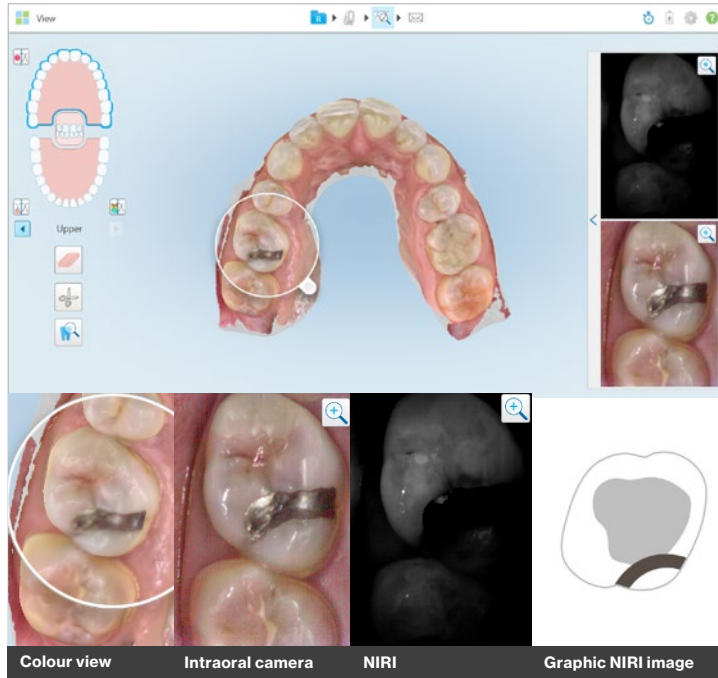 View
R
?
Upper
Colour view
Intraoral camera
NIRI
Graphic NIRI image